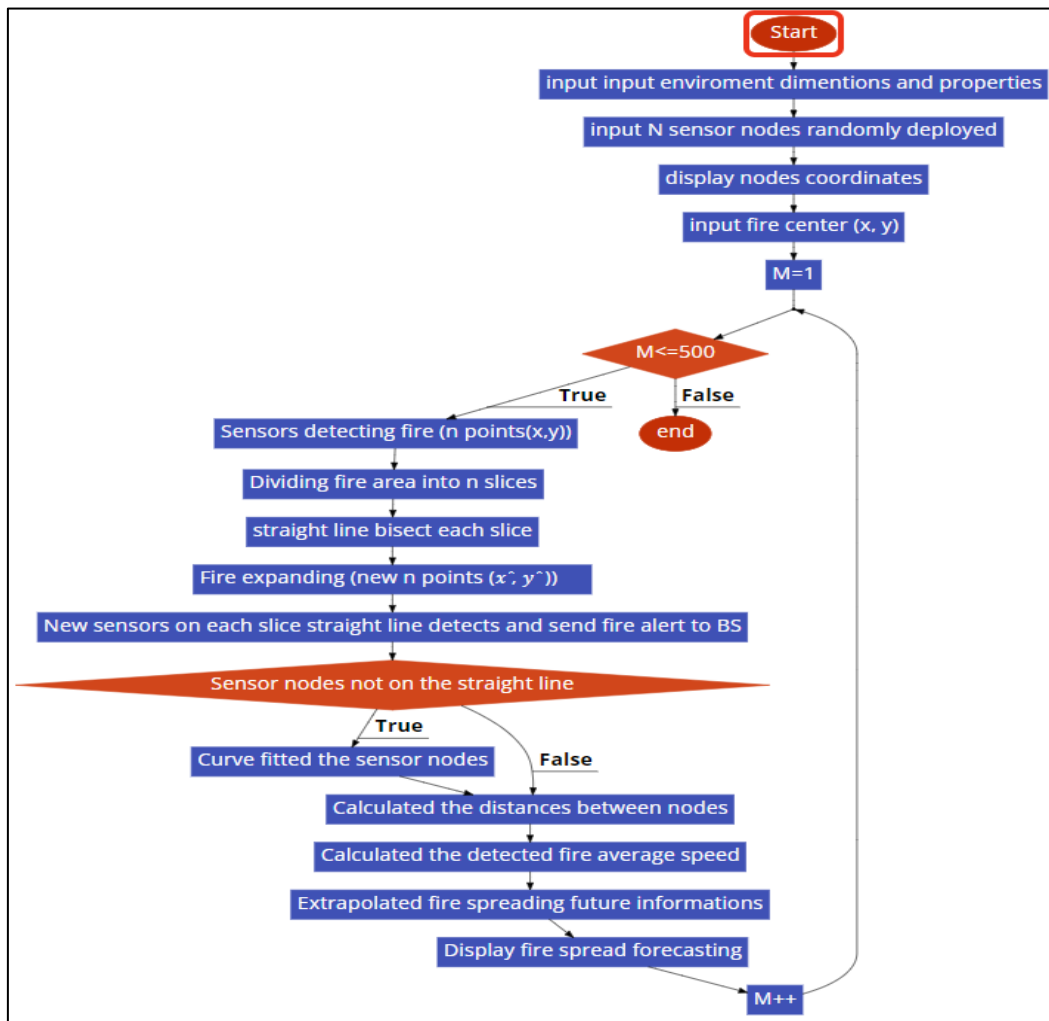 Start
input input enviroment dimentions and properties
input N sensor nodes randomly deployed
display nodes coordinates
input fire center (x, y)
M=1
M<=500
True
False
Sensors detecting fire (n points(x,y))
end
Dividing fire area into n slices
straight line bisect each slice
Fire expanding (new n points (xˆ, yˆ))
New sensors on each slice straight line detects and send fire alert to BS
Sensor nodes not on the straight line
True
False
Curve fitted the sensor nodes
Calculated the distances between nodes
Calculated the detected fire average speed
Extrapolated fire spreading future informations
Display fire spread forecasting
M++